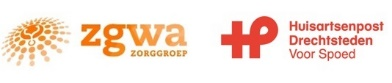 zgwa
ZORGGROEP
Huisartsenpost
Drechtsteden
Voor Spoed